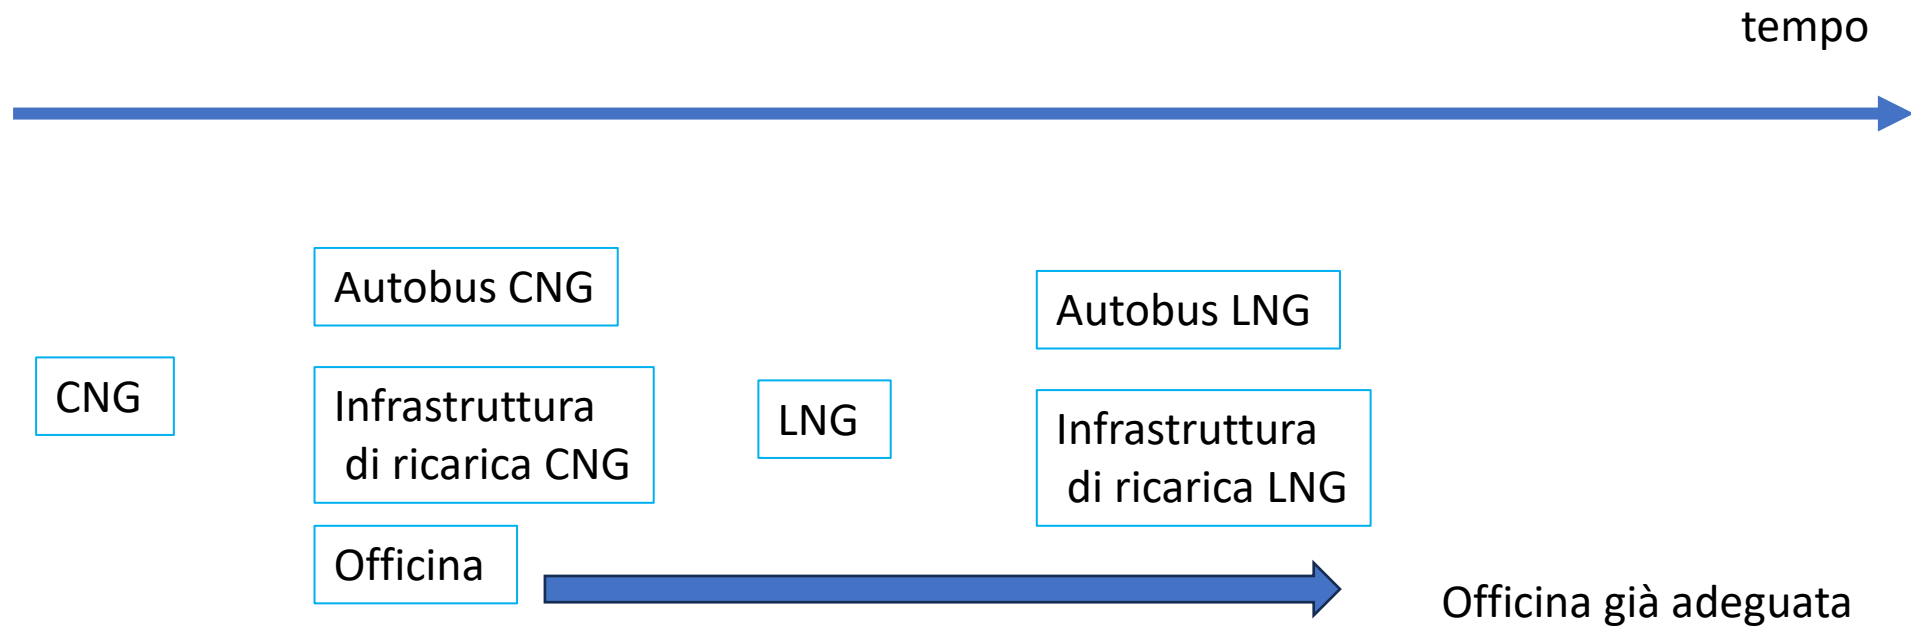 tempo
CNG
Autobus CNG
Infrastruttura
di ricarica CNG
Officina
LNG
Autobus LNG
Infrastruttura
di ricarica LNG
Officina già adeguata